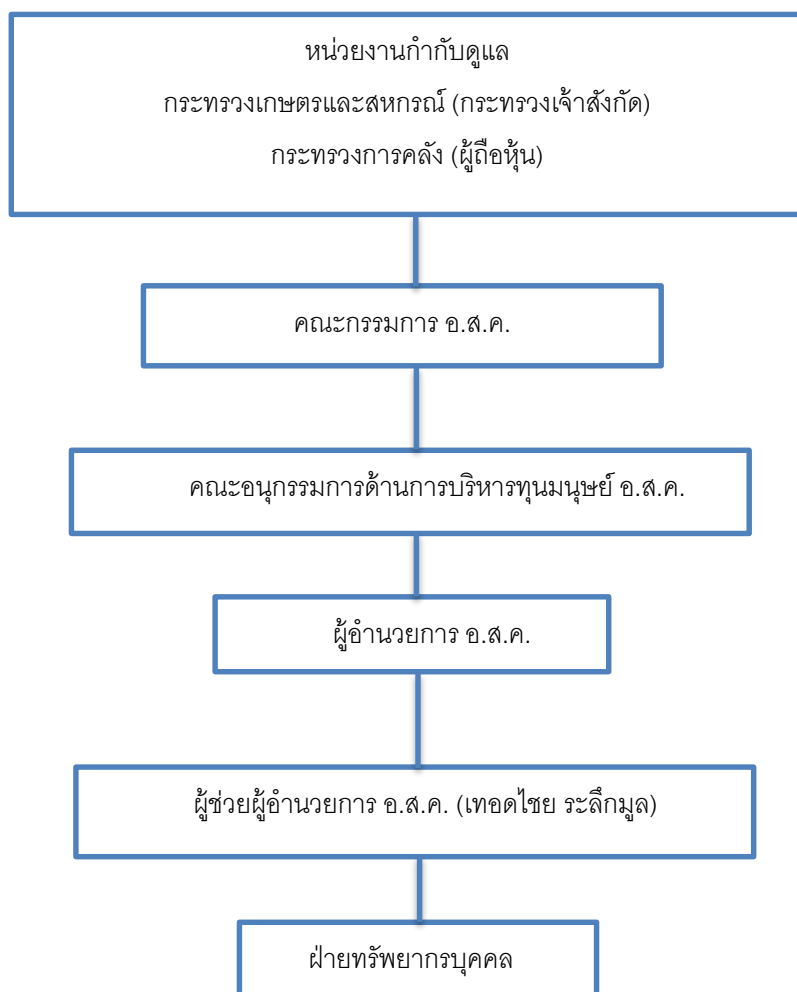 หน่วยงานกำกับดูแล
กระทรวงเกษตรและสหกรณ์ (กระทรวงเจ้าสังกัด)
กระทรวงการคลัง (ผู้ถือหุ้น)
คณะกรรมการ อ.ส.ค.
คณะอนุกรรมการด้านการบริหารทุนมนุษย์ อ.ส.ค.
ผู้อำนวยการ อ.ส.ค.
ผู้ช่วยผู้อำนวยการ อ.ส.ค. (เทอดไชย ระลึกมูล)
ฝ่ายทรัพยากรบุคคล